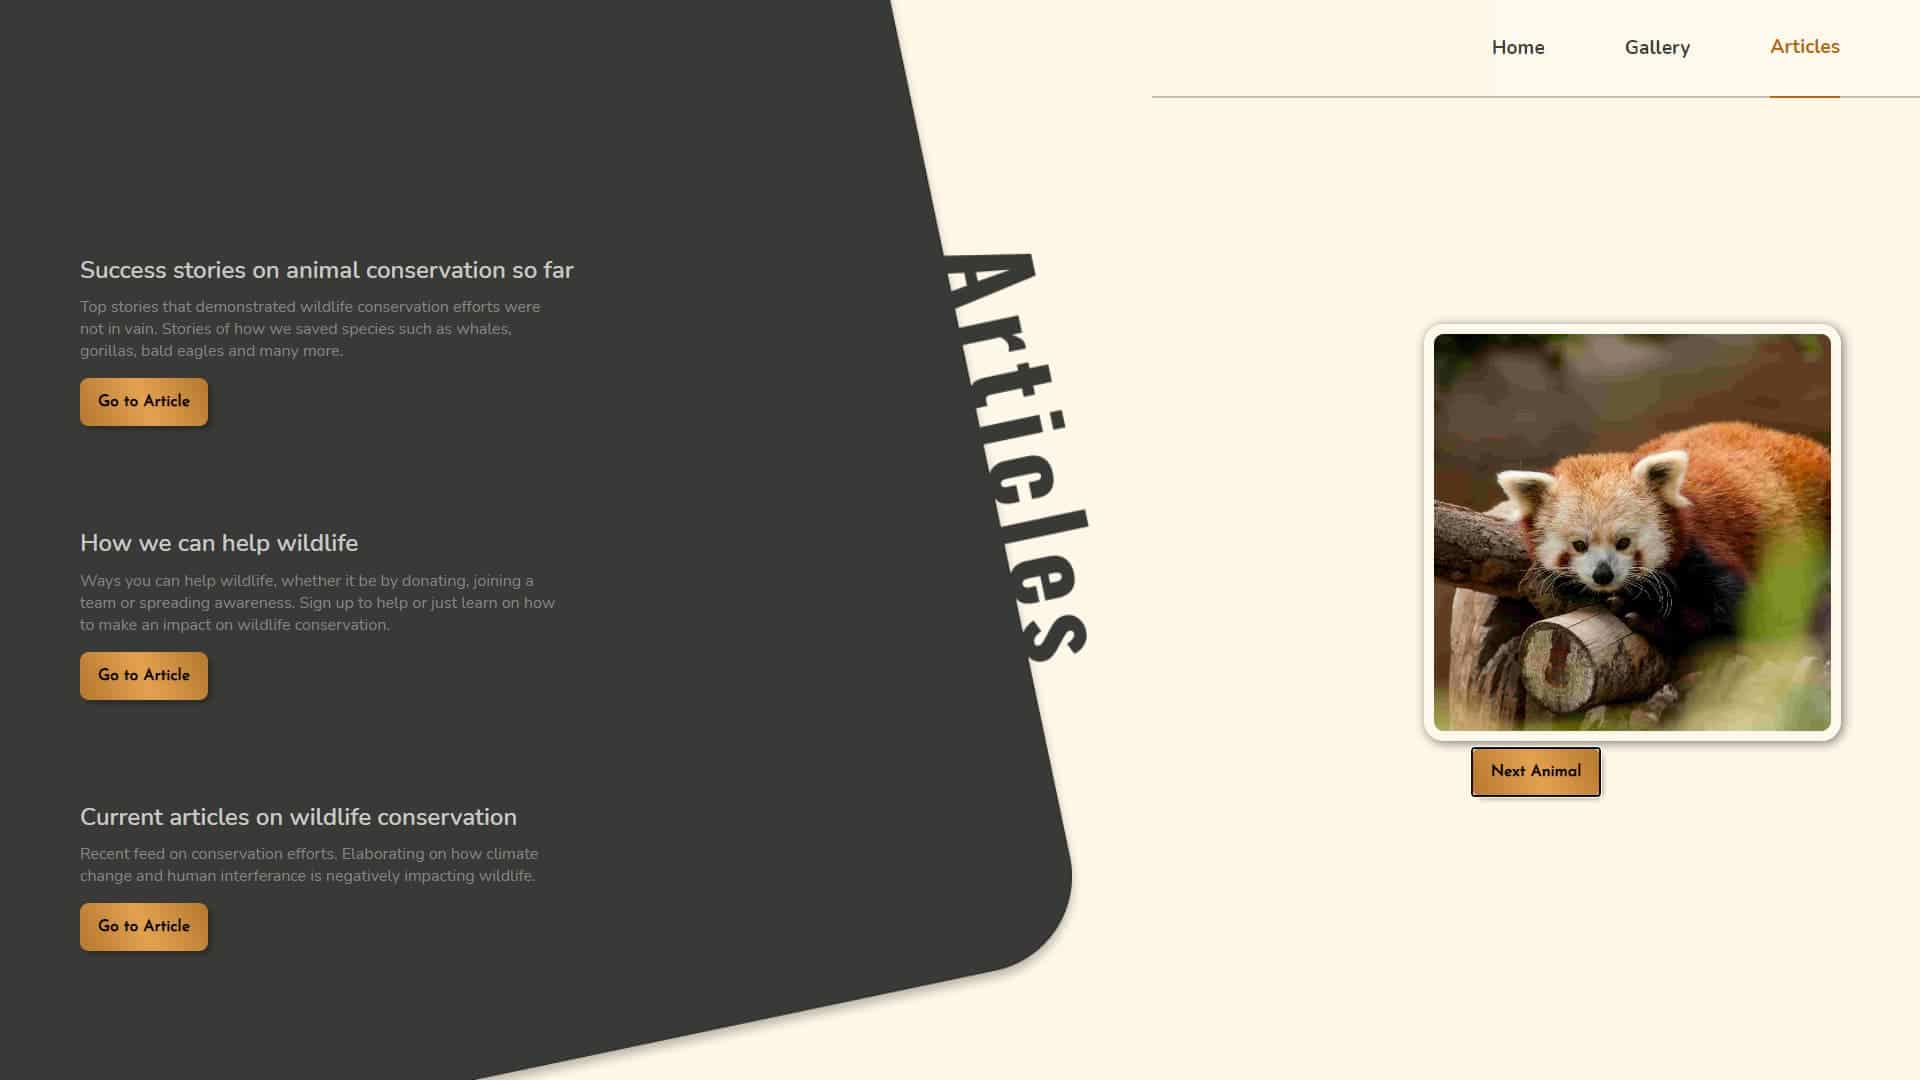 Home
Gallery
Articles
Articles
Success stories on animal conservation so far
Top stories that demonstrated wildlife conservation efforts were
not in vain. Stories of how we saved species such as whales,
gorillas, bald eagles and many more.
Go to Article
How we can help wildlife
Ways you can help wildlife, whether it be by donating, joining a
team or spreading awareness. Sign up to help or just learn on how
to make an impact on wildlife conservation.
Go to Article
Current articles on wildlife conservation
Recent feed on conservation efforts. Elaborating on how climate
change and human interferance is negatively impacting wildlife.
Go to Article
Next Animal